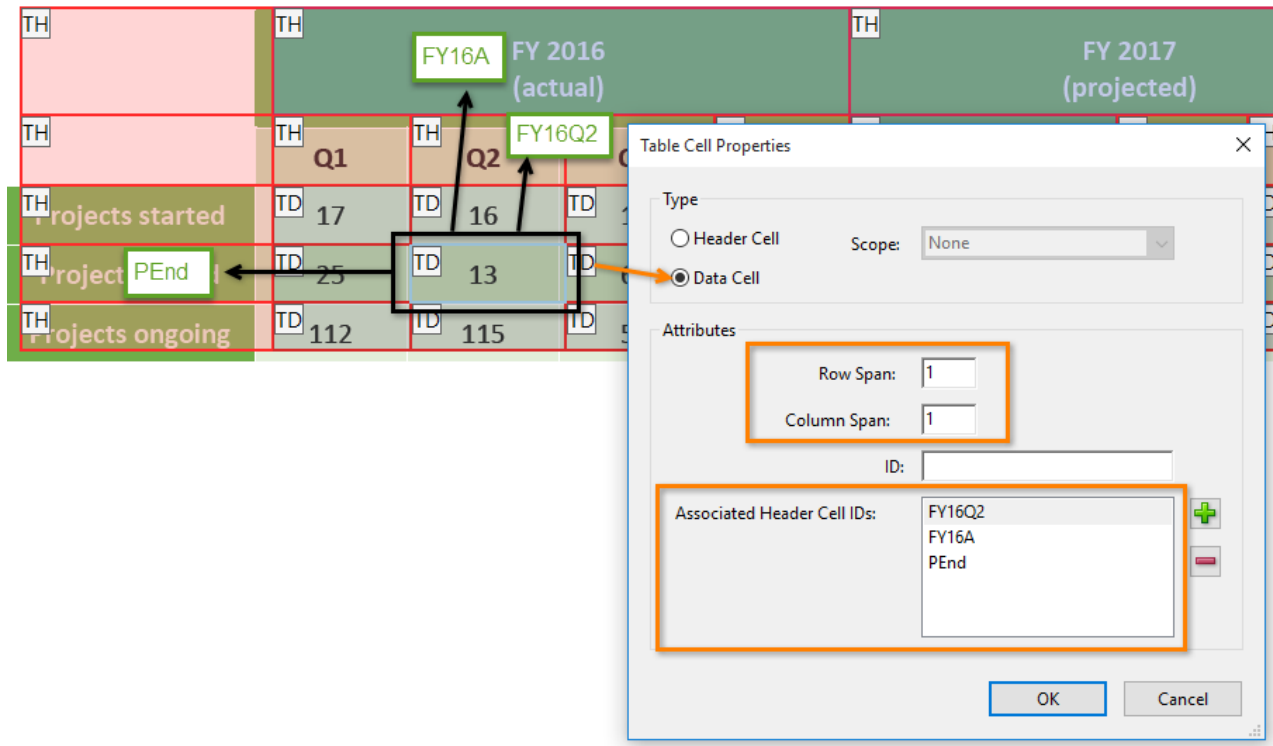 TH TH TH
FY16A FY 2016 FY 2017
(actual) (projected)
TH TH TH FY16Q2
Q1 Q2
Table Cell Properties
TH rojects started TD 17 TD 16 TD
TH Project PEnd TD 25 TD 13 TD
TH rojects ongoing TD 112 TD 115 TD
Type
Header Cell Scope: None
Data Cell
Attributes
Row Span: 1
Column Span: 1
ID:
Associated Header Cell IDs: FY16Q2
FY16A
PEnd
OK Cancel